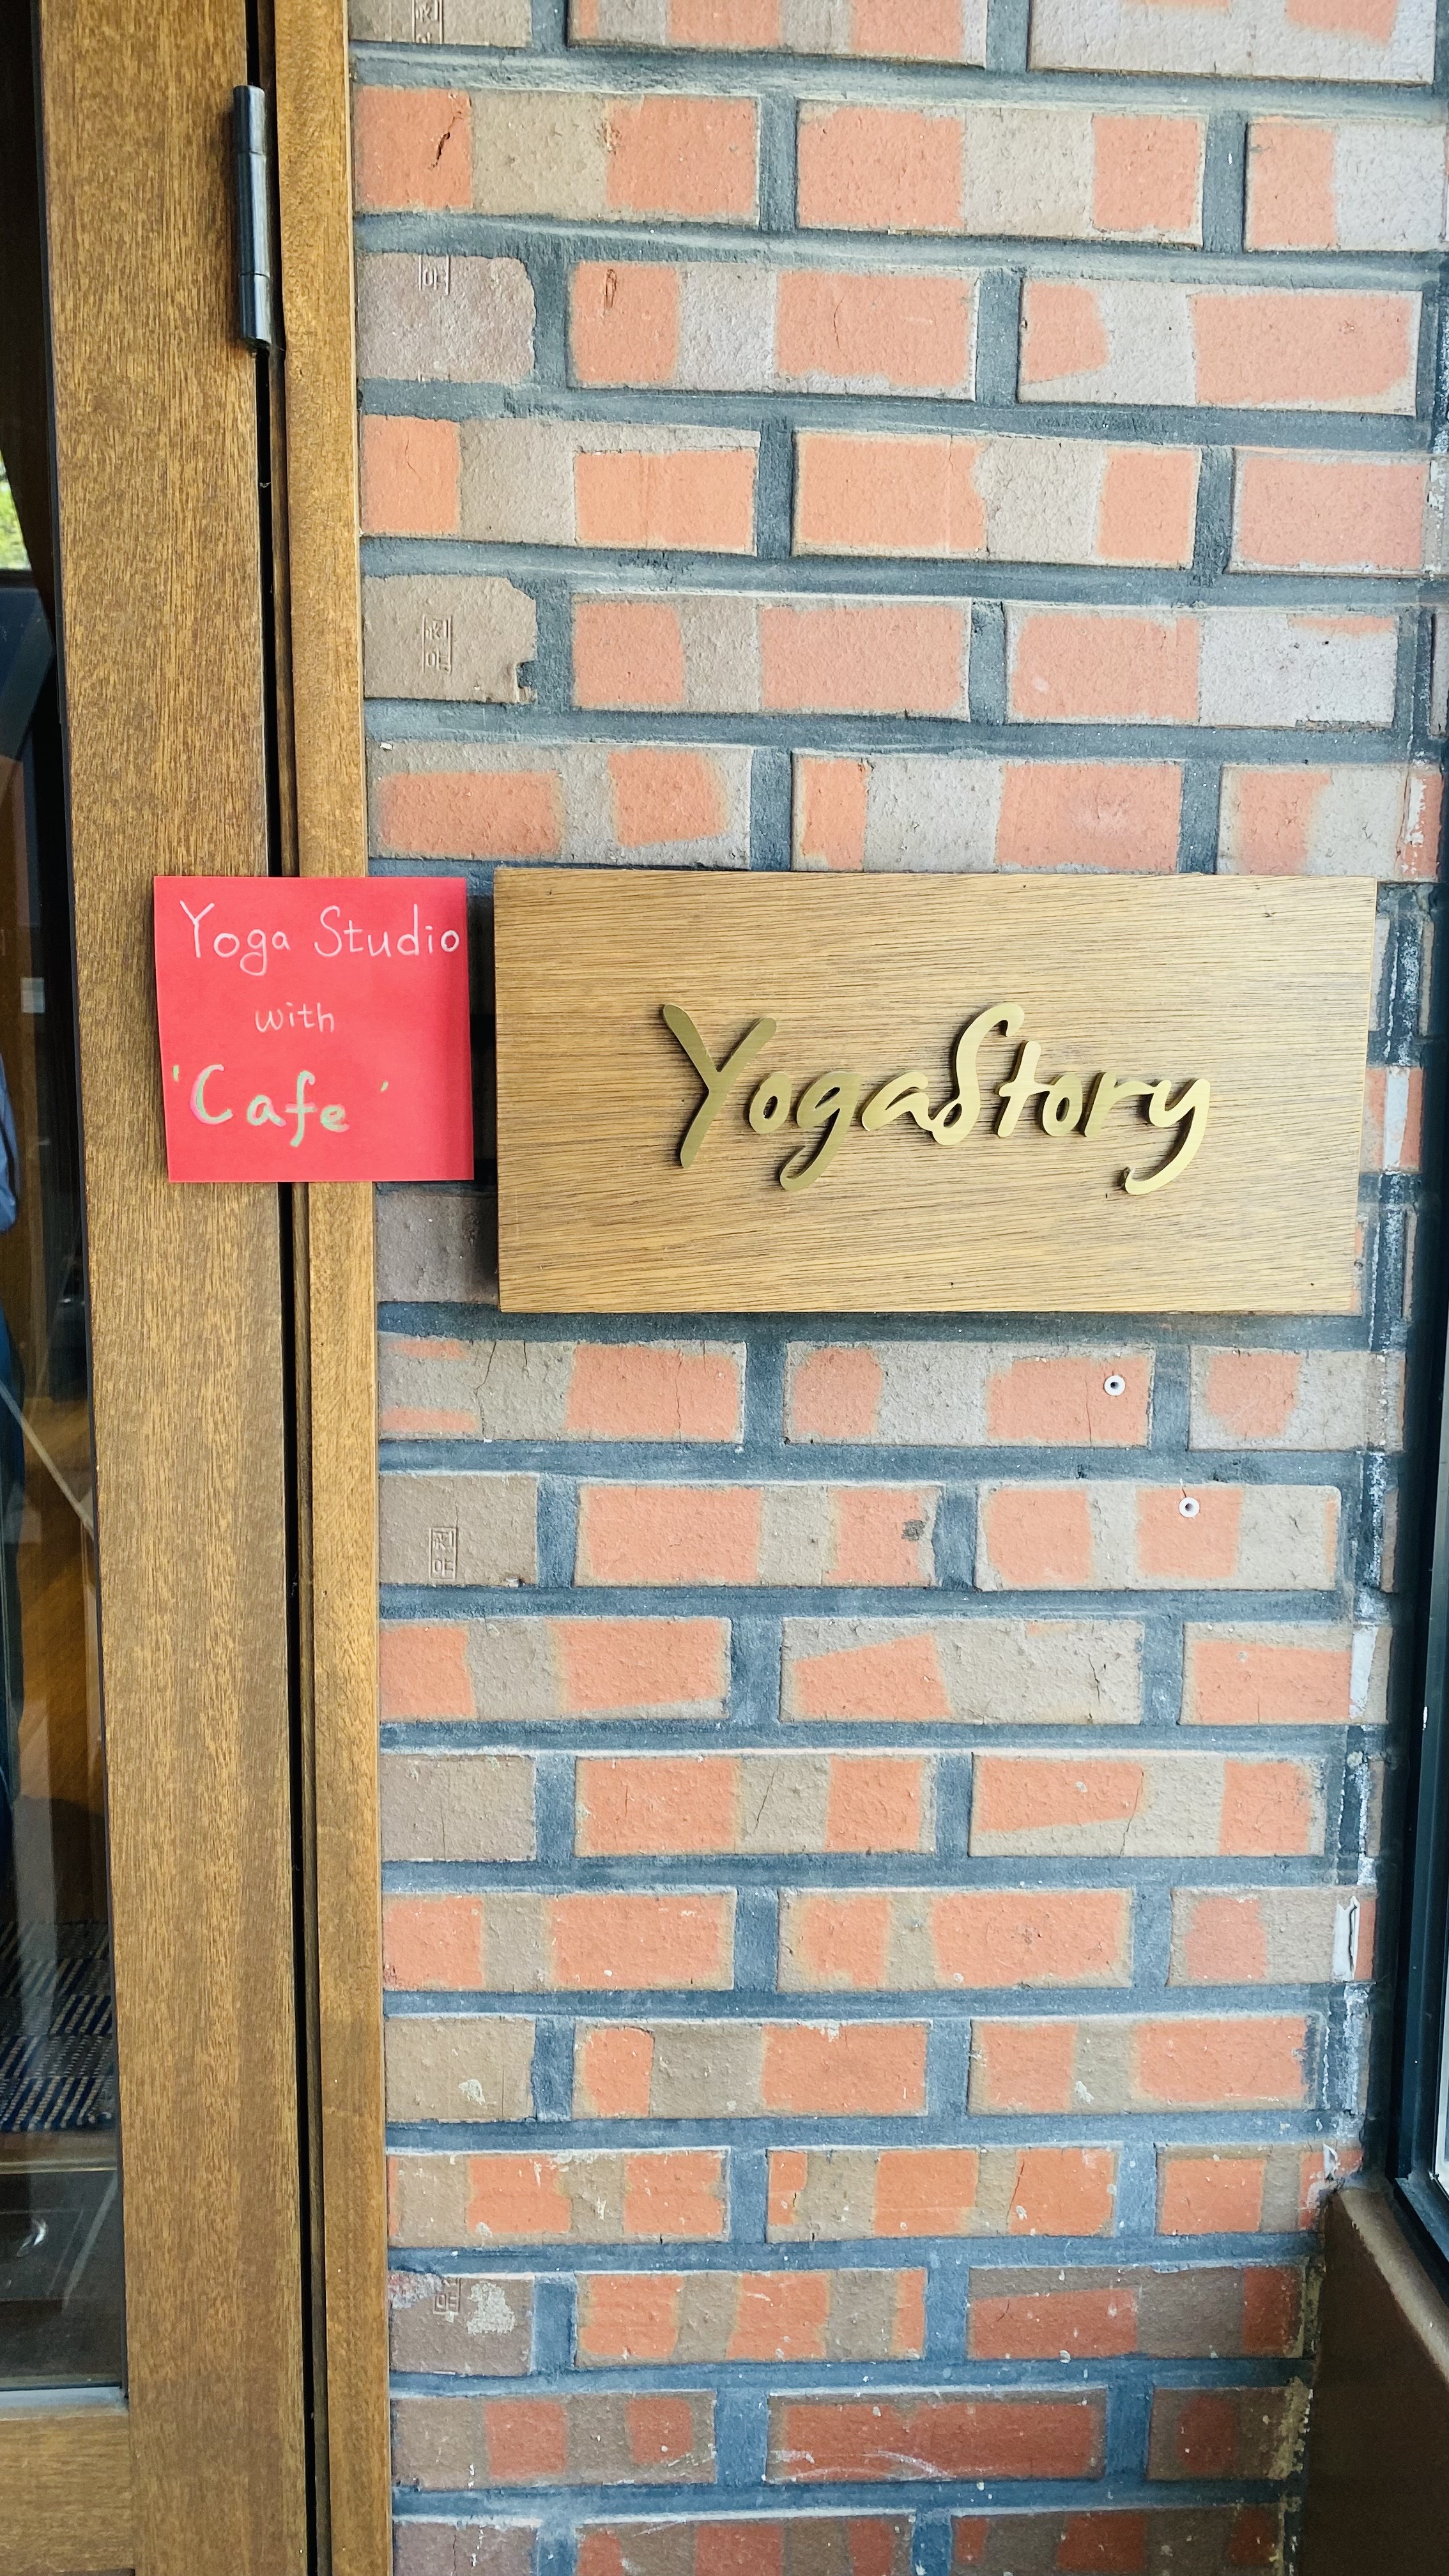 Yoga Studio
with
'Cafe'
YogaStory